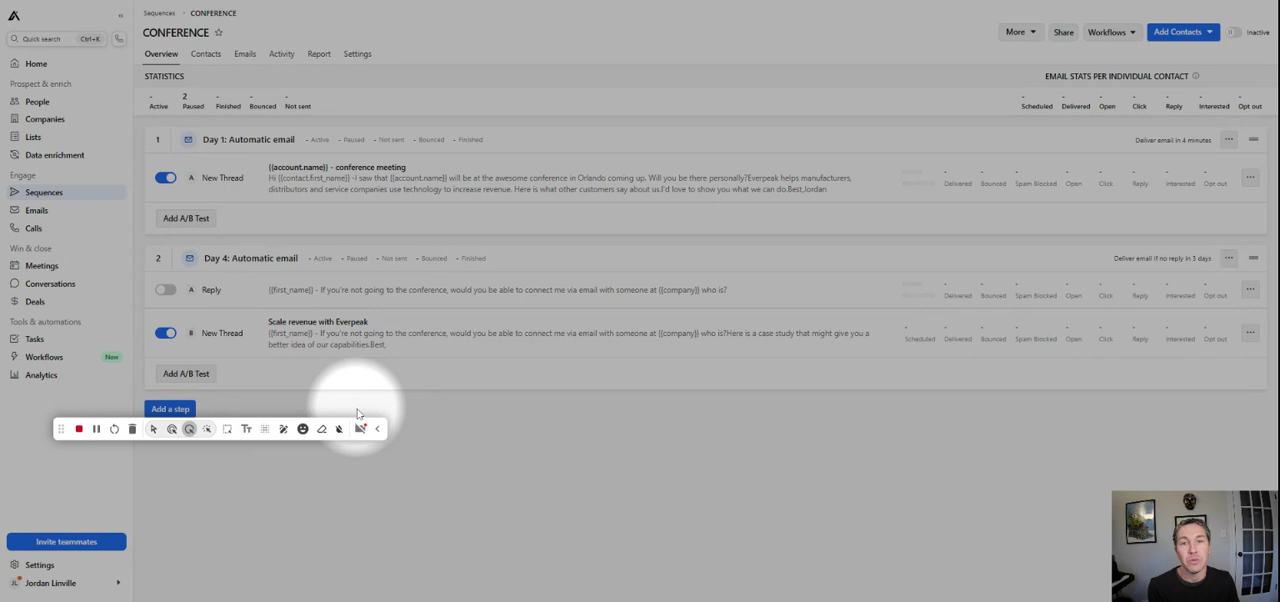 Sequences › CONFERENCE
«
Quick search Ctrl+K
CONFERENCE
More Share Workflows Add Contacts Inactive
Overview Contacts Emails Activity Report Settings
Home
Prospect & enrich
People
Companies
Lists
Data enrichment
Engage
Sequences
Emails
Calls
Win & close
Meetings
Conversations
Deals
Tools & automations
Tasks
Workflows New
Analytics
Invite teammates
Settings
JL Jordan Linville
STATISTICS
EMAIL STATS PER INDIVIDUAL CONTACT
- 2 - - -
Active Paused Finished Bounced Not sent
- - - - - - -
Scheduled Delivered Open Click Reply Interested Opt out
1 Day 1: Automatic email - Active - Paused - Not sent - Bounced - Finished
Deliver email in 4 minutes
A New Thread
{{account.name}} - conference meeting
Hi {{contact.first_name}} -I saw that {{account.name}} will be at the awesome conference in Orlando coming up. Will you be there personally?Everpeak helps manufacturers,
distributors and service companies use technology to increase revenue. Here is what other customers say about us.I'd love to show you what we can do.Best,Jordan
- - - - - - - -
Delivered Bounced Spam Blocked Open Click Reply Interested Opt out
Add A/B Test
2 Day 4: Automatic email - Active - Paused - Not sent - Bounced - Finished
Deliver email if no reply in 3 days
A Reply
{{first_name}} - If you're not going to the conference, would you be able to connect me via email with someone at {{company}} who is?
- - - - - - - -
Delivered Bounced Spam Blocked Open Click Reply Interested Opt out
B New Thread
Scale revenue with Everpeak
{{first_name}} - If you're not going to the conference, would you be able to connect me via email with someone at {{company}} who is?Here is a case study that might give you a
better idea of our capabilities.Best,
- - - - - - - - -
Scheduled Delivered Bounced Spam Blocked Open Click Reply Interested Opt out
Add A/B Test
Add a step
Tт